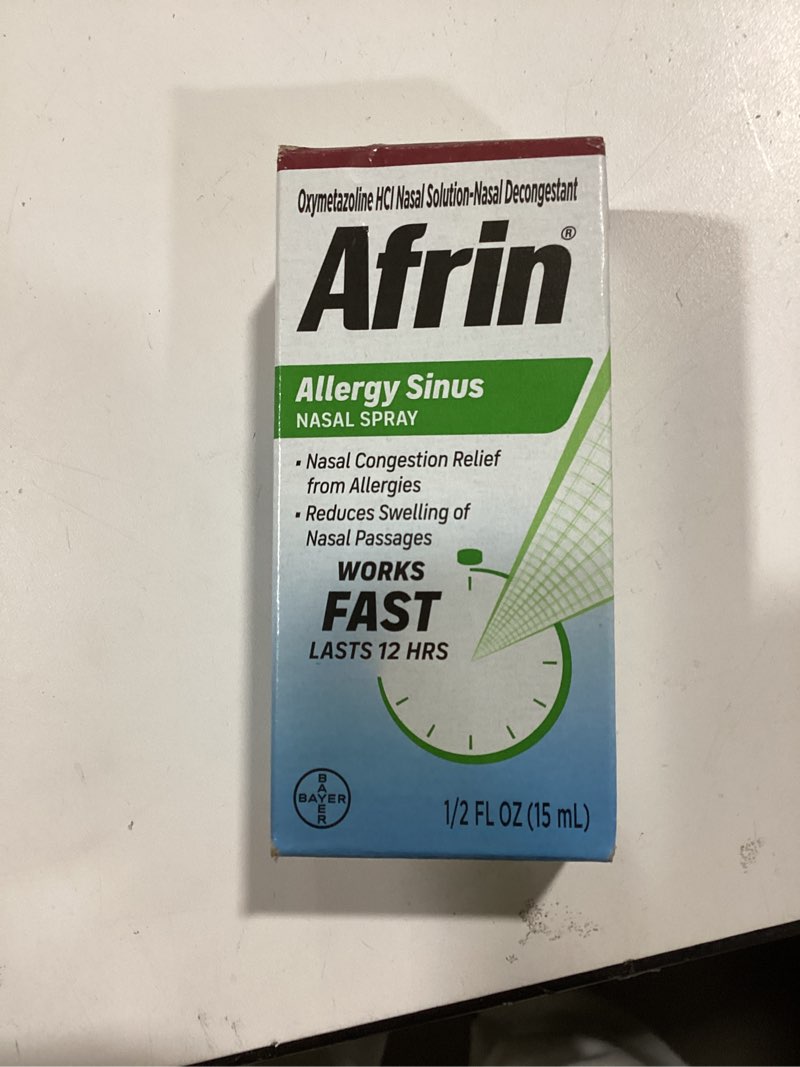 Oxymetazoline HCl Nasal Solution-Nasal Decongestant
Afrin®
Allergy Sinus
NASAL SPRAY
▪ Nasal Congestion Relief
from Allergies
▪ Reduces Swelling of
Nasal Passages
WORKS
FAST
LASTS 12 HRS
BAYER
BAYER
1/2 FL OZ (15 mL)